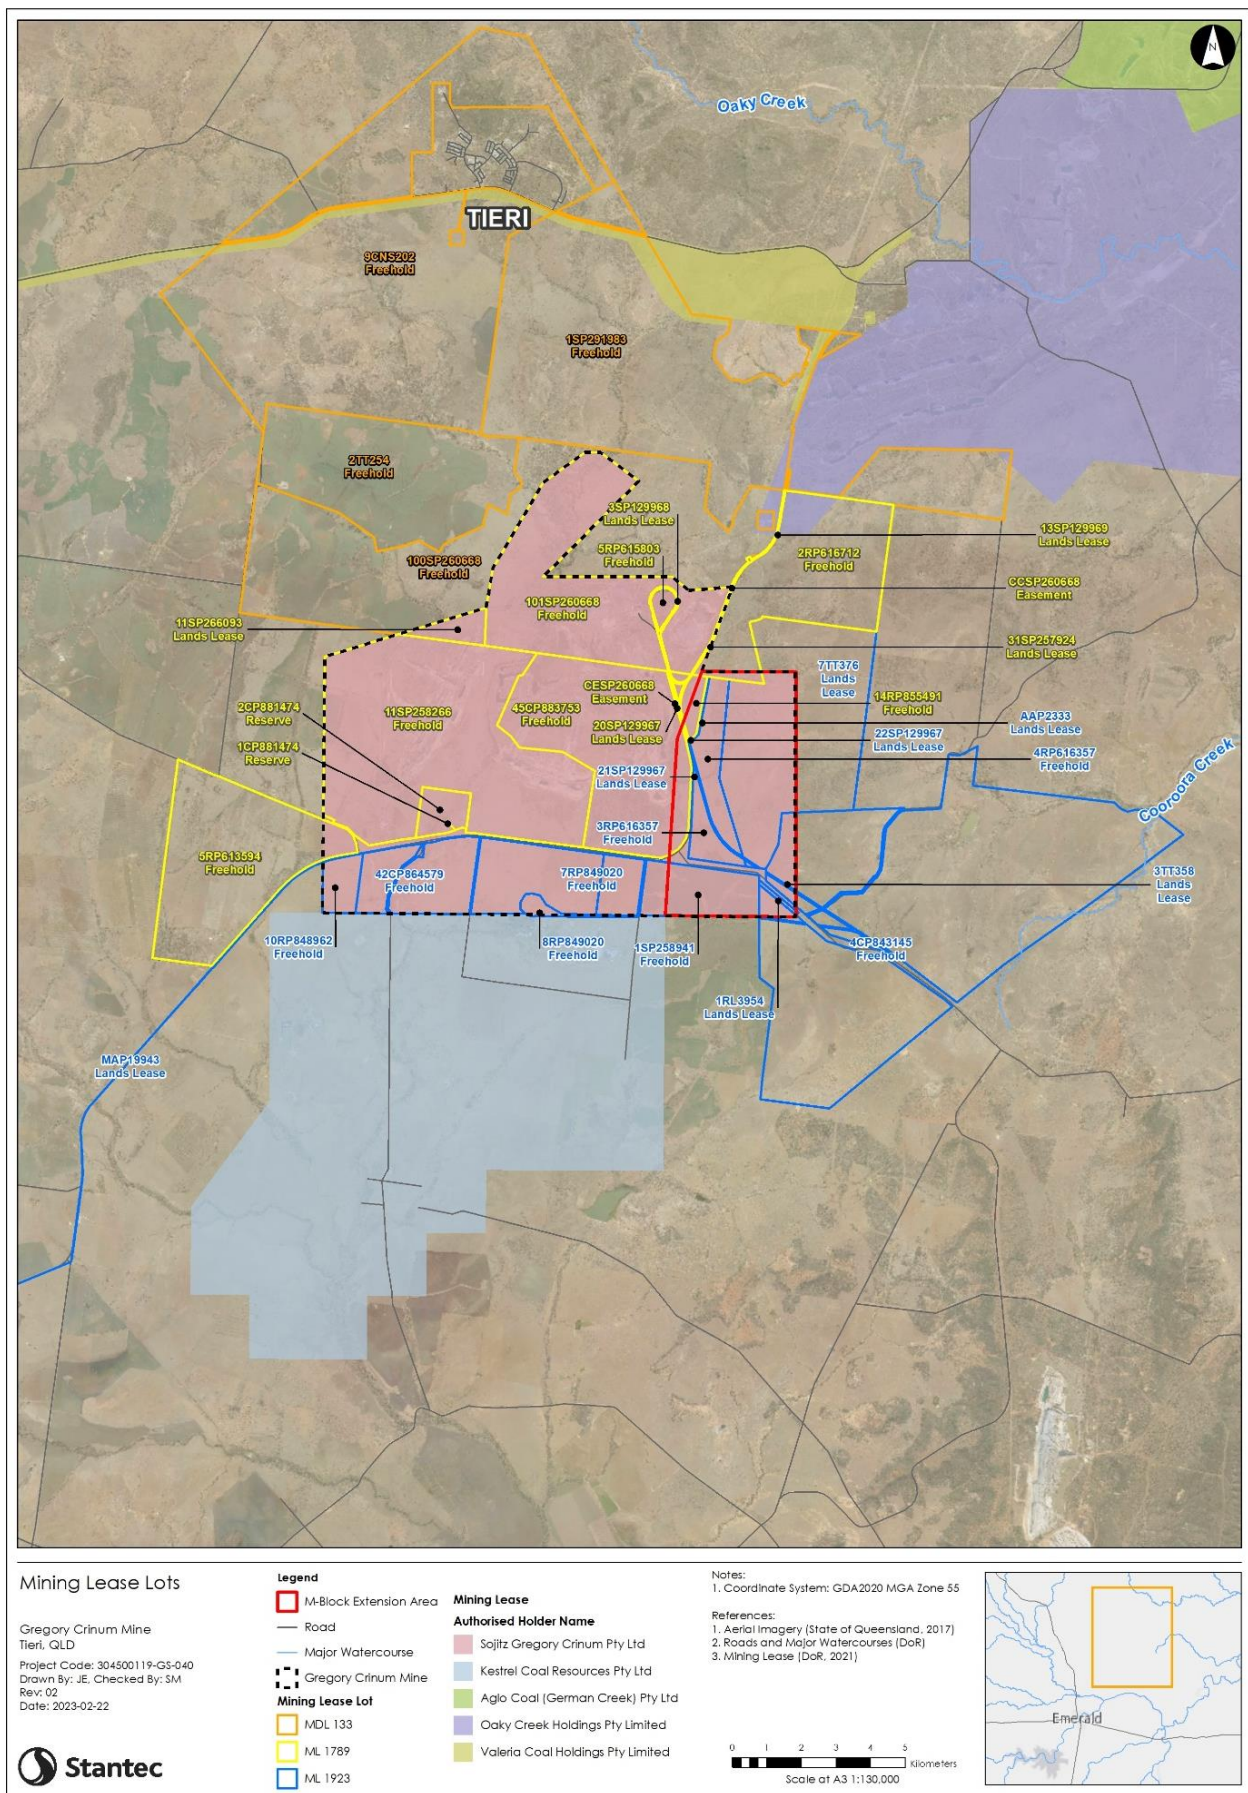 N
Oaky Creek
TIERI
9CNS202
Freehold
1SP291983
Freehold
2TT254
Freehold
3SP129968
Lands Lease
13SP129969
Lands Lease
5RP615803
Freehold
2RP616712
Freehold
100SP260668
Freehold
CCSP260668
Easement
101SP260668
Freehold
11SP266093
Lands Lease
31SP257924
Lands Lease
7TT376
Lands
Lease
CESP260668
Easement
14RP855491
Freehold
2CP881474
Reserve
11SP258266
Freehold
45CP883753
Freehold
20SP129967
Lands Lease
AAP2333
Lands Lease
22SP129967
Lands Lease
1CP881474
Reserve
4RP616357
Freehold
Cooroora Creek
21SP129967
Lands Lease
3RP616357
Freehold
5RP613594
Freehold
42CP864579
Freehold
7RP849020
Freehold
3TT358
Lands
Lease
10RP848962
Freehold
8RP849020
Freehold
1SP258941
Freehold
4CP843145
Freehold
1RL3954
Lands Lease
MAP19943
Lands Lease
Mining Lease Lots
Gregory Crinum Mine
Tieri, QLD
Project Code: 304500119-GS-040
Drawn By: JE, Checked By: SM
Rev: 02
Date: 2023-02-22
Stantec
Legend
M-Block Extension Area
Road
Major Watercourse
Gregory Crinum Mine
Mining Lease Lot
MDL 133
ML 1789
ML 1923
Mining Lease
Authorised Holder Name
Sojitz Gregory Crinum Pty Ltd
Kestrel Coal Resources Pty Ltd
Aglo Coal (German Creek) Pty Ltd
Oaky Creek Holdings Pty Limited
Valeria Coal Holdings Pty Limited
Notes:
1. Coordinate System: GDA2020 MGA Zone 55
References:
1. Aerial Imagery (State of Queensland, 2017)
2. Roads and Major Watercourses (DoR)
3. Mining Lease (DoR, 2021)
0 1 2 3 4 5
Kilometers
Scale at A3 1:130,000
Emerald